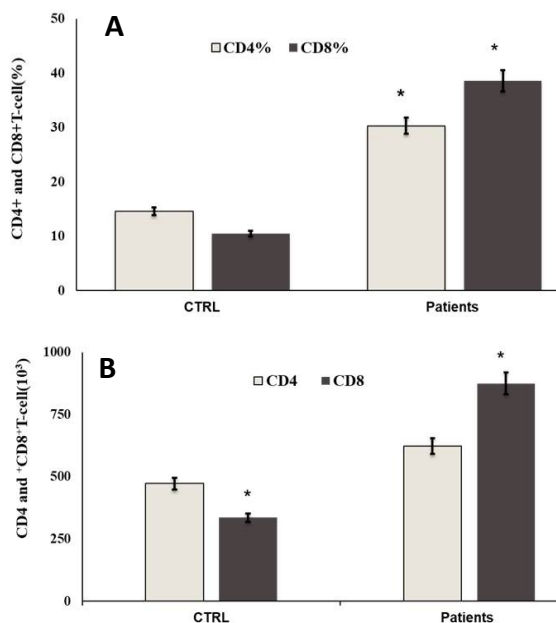 A
CD4% CD8%
CD4+ and CD8+T-cell(%)
50
40
30
20
10
0
* *
CTRL Patients
B
CD4 CD8
CD4 and ⁺CD8⁺T-cell(10³)
1000
750
500
250
0
* *
CTRL Patients